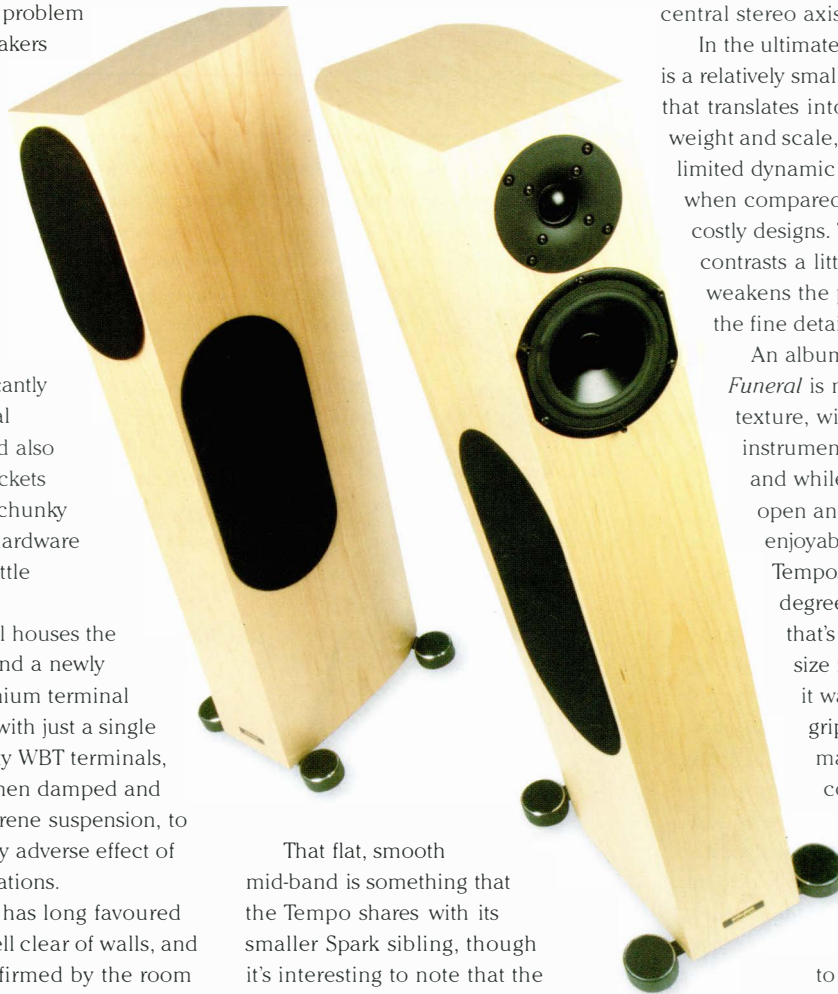 problem
akers
cantly
al
d also
ckets
chunky
ardware
ttle
l houses the
nd a newly
nium terminal
with just a single
y WBT terminals,
hen damped and
rene suspension, to
y adverse effect of
ations.
has long favoured
ell clear of walls, and
firmed by the room
That flat, smooth
mid-band is something that
the Tempo shares with its
smaller Spark sibling, though
it's interesting to note that the
central stereo axis
In the ultimate
is a relatively smal
that translates into
weight and scale,
limited dynamic
when compared
costly designs.
contrasts a litt
weakens the
the fine detai
An album
Funeral is
texture, wi
instrumen
and while
open an
enjoyab
Tempo
degree
that's
size
it wa
grip
ma
co
to